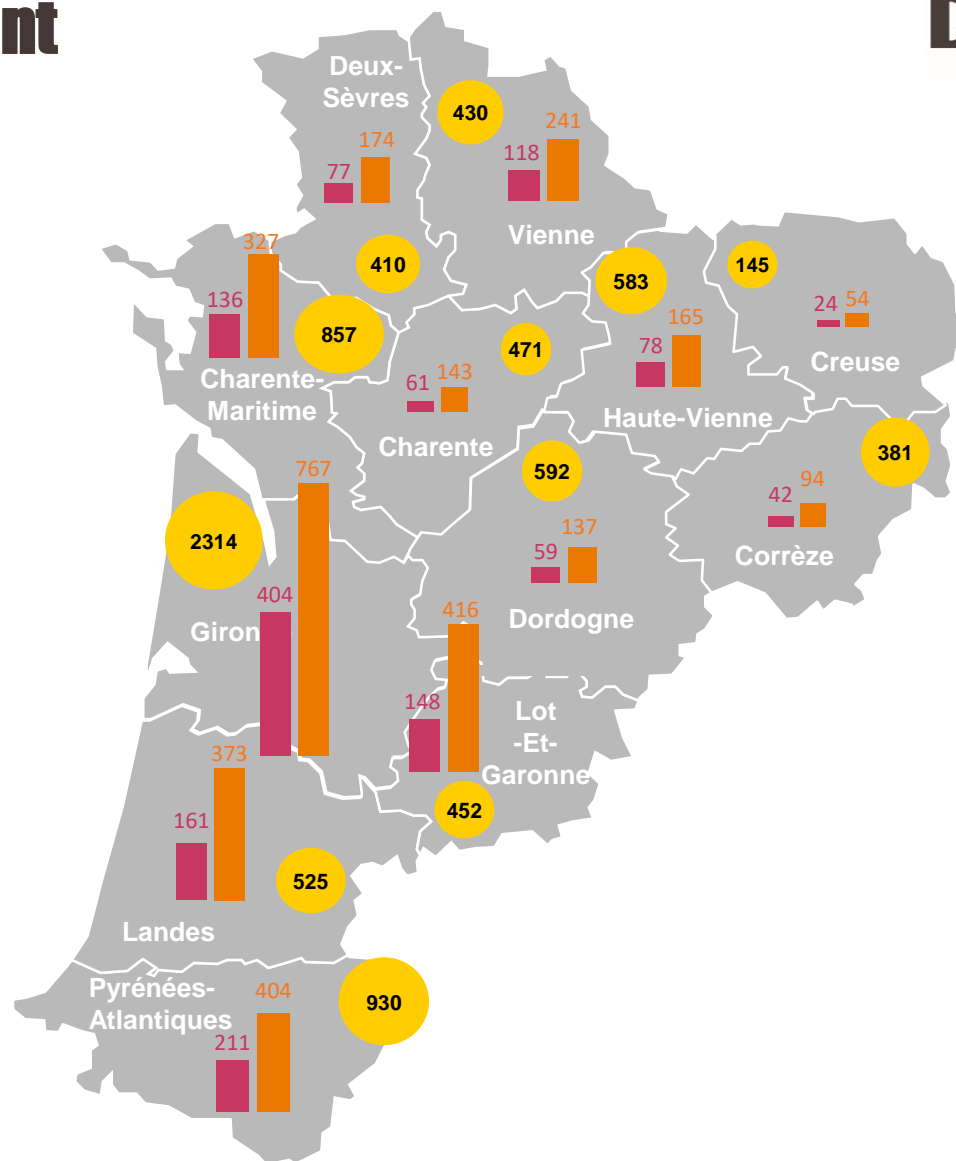 nt
D
Deux-
Sèvres
430
241
174
118
77
Vienne
327
410
145
583
136
24 54
857
165
471
78
Creuse
143
61
Charente-
Maritime
Haute-Vienne
Charente
381
767
592
94
42
2314
137
59
Corrèze
404
416
Dordogne
Giron
148
Lot
-Et-
Garonne
373
452
161
525
Landes
Pyrénées-
Atlantiques
404
930
211